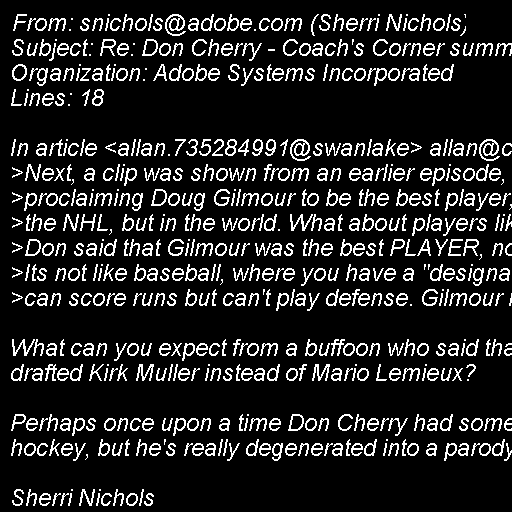 From: snichols@adobe.com (Sherri Nichols)
Subject: Re: Don Cherry - Coach's Corner summ
Organization: Adobe Systems Incorporated
Lines: 18
In article <allan.735284991@swanlake> allan@c
>Next, a clip was shown from an earlier episode,
>proclaiming Doug Gilmour to be the best player,
>the NHL, but in the world. What about players lik
>Don said that Gilmour was the best PLAYER, no
>Its not like baseball, where you have a "designa
>can score runs but can't play defense. Gilmour
What can you expect from a buffoon who said tha
drafted Kirk Muller instead of Mario Lemieux?
Perhaps once upon a time Don Cherry had some
hockey, but he's really degenerated into a parody
Sherri Nichols